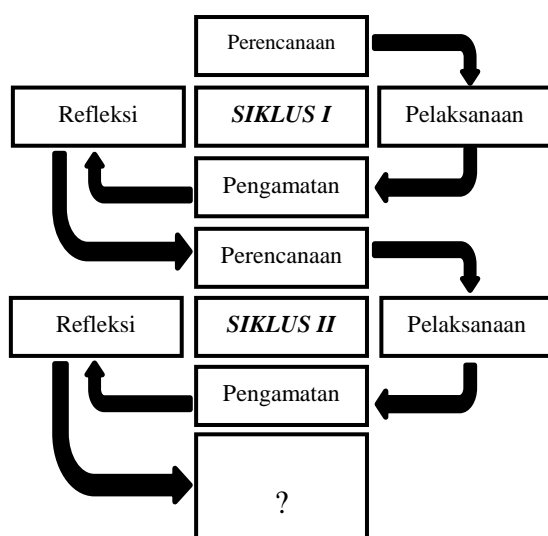 Perencanaan
Refleksi
SIKLUS I
Pelaksanaan
Pengamatan
Perencanaan
Refleksi
SIKLUS II
Pelaksanaan
Pengamatan
?